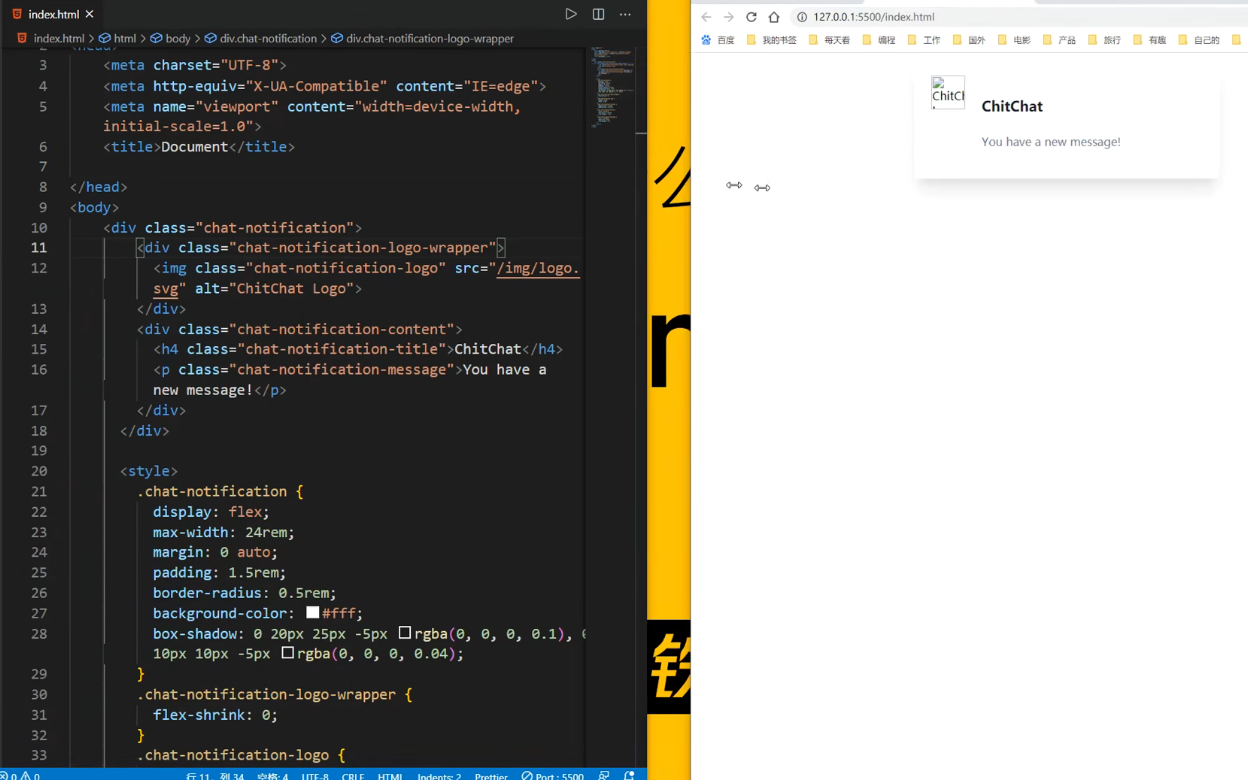 index.html
index.html > html > body > div.chat-notification > div.chat-notification-logo-wrapper
3 <meta charset="UTF-8">
4 <meta http-equiv="X-UA-Compatible" content="IE=edge">
5 <meta name="viewport" content="width=device-width,
initial-scale=1.0">
6 <title>Document</title>
7
8 </head>
9 <body>
10 <div class="chat-notification">
11 <div class="chat-notification-logo-wrapper">
12 <img class="chat-notification-logo" src="/img/logo.
svg" alt="ChitChat Logo">
13 </div>
14 <div class="chat-notification-content">
15 <h4 class="chat-notification-title">ChitChat</h4>
16 <p class="chat-notification-message">You have a
new message!</p>
17 </div>
18 </div>
19
20 <style>
21 .chat-notification {
22 display: flex;
23 max-width: 24rem;
24 margin: 0 auto;
25 padding: 1.5rem;
26 border-radius: 0.5rem;
27 background-color: #fff;
28 box-shadow: 0 20px 25px -5px rgba(0, 0, 0, 0.1), 0
10px 10px -5px rgba(0, 0, 0, 0.04);
29 }
30 .chat-notification-logo-wrapper {
31 flex-shrink: 0;
32 }
33 .chat-notification-logo {
0 0 行 11, 列 34 空格: 4 UTF-8 CRLF HTML Indents: 2 Prettier Port : 5500
127.0.0.1:5500/index.html
百度 我的书签 每天看 编程 工作 国外 电影 产品 旅行 有趣 自己的
ChitCh
ChitChat
You have a new message!